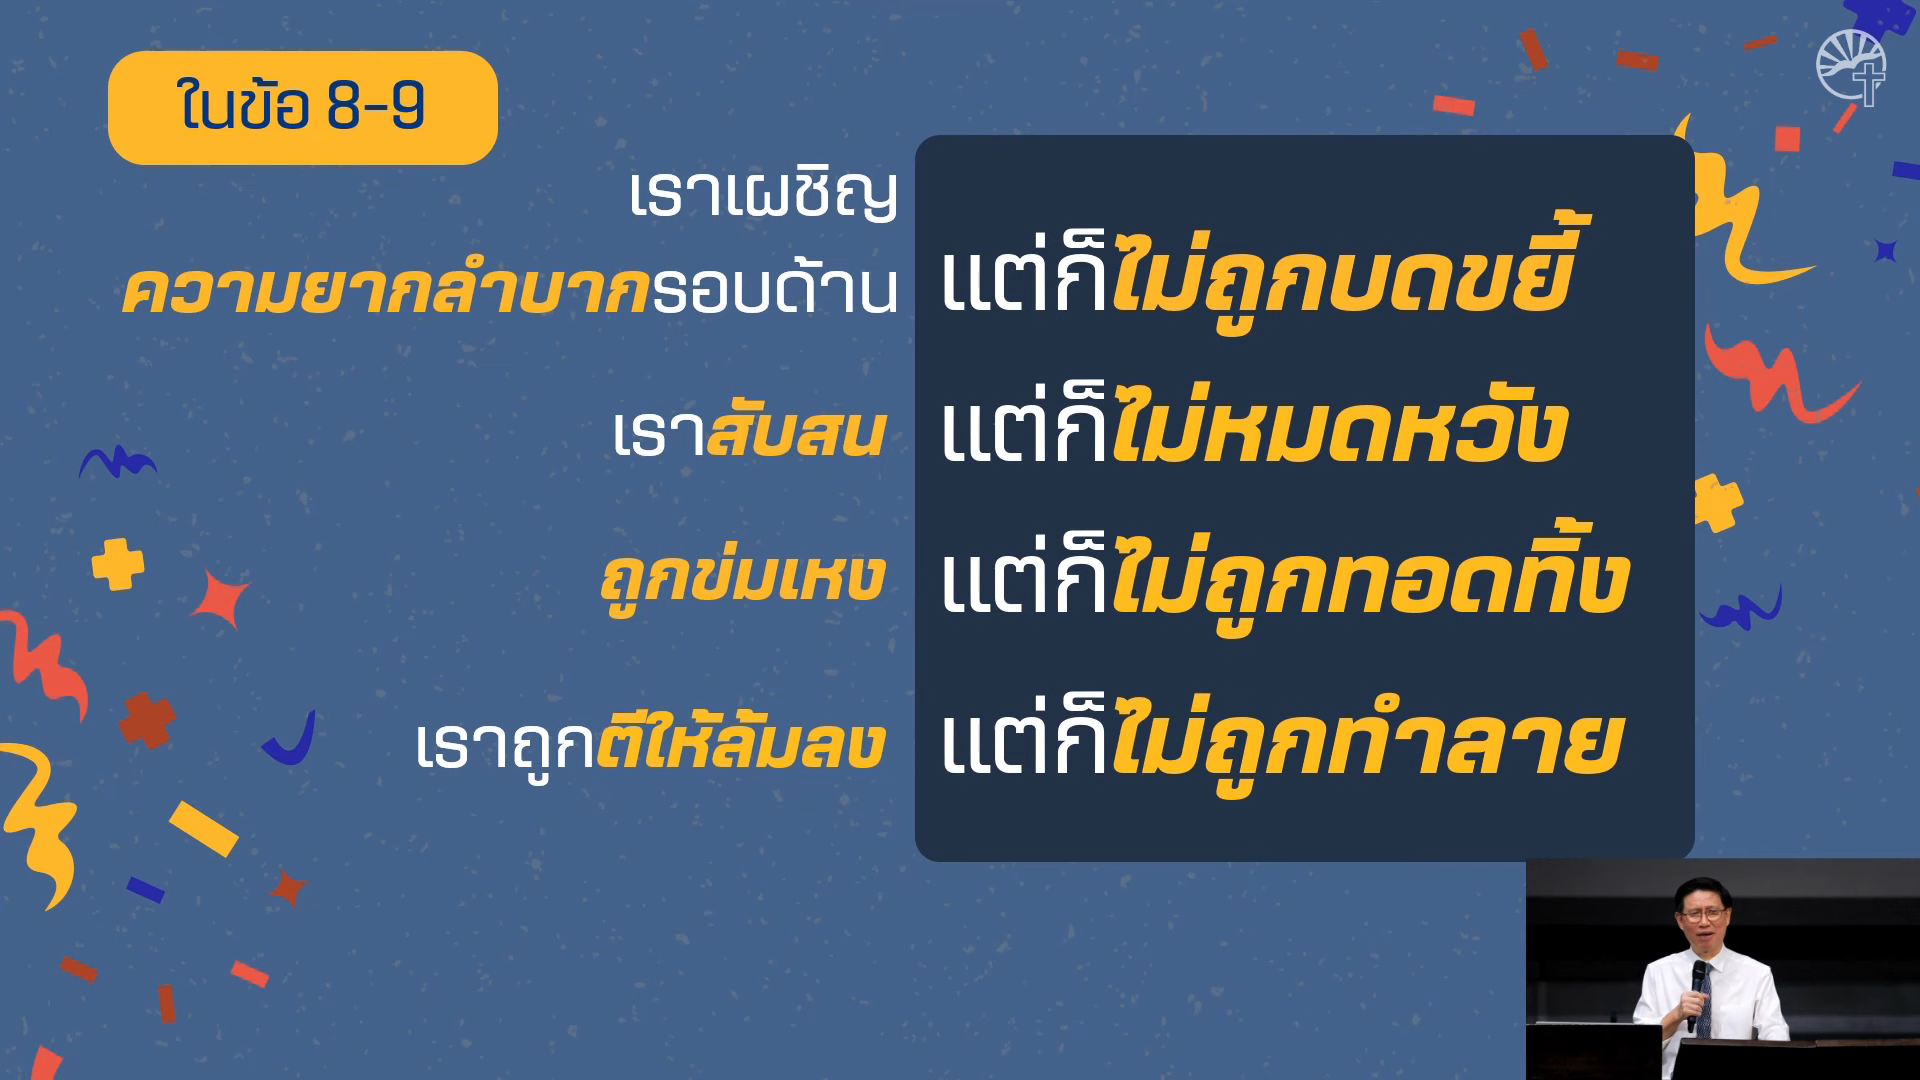 ในข้อ 8-9
เราเผชิญ
ความยากลำบากรอบด้าน
แต่ก็ไม่ถูกบดขยี้
เราสับสน
แต่ก็ไม่หมดหวัง
ถูกข่มเหง
แต่ก็ไม่ถูกทอดทิ้ง
เราถูกตีให้ล้มลง
แต่ก็ไม่ถูกทำลาย